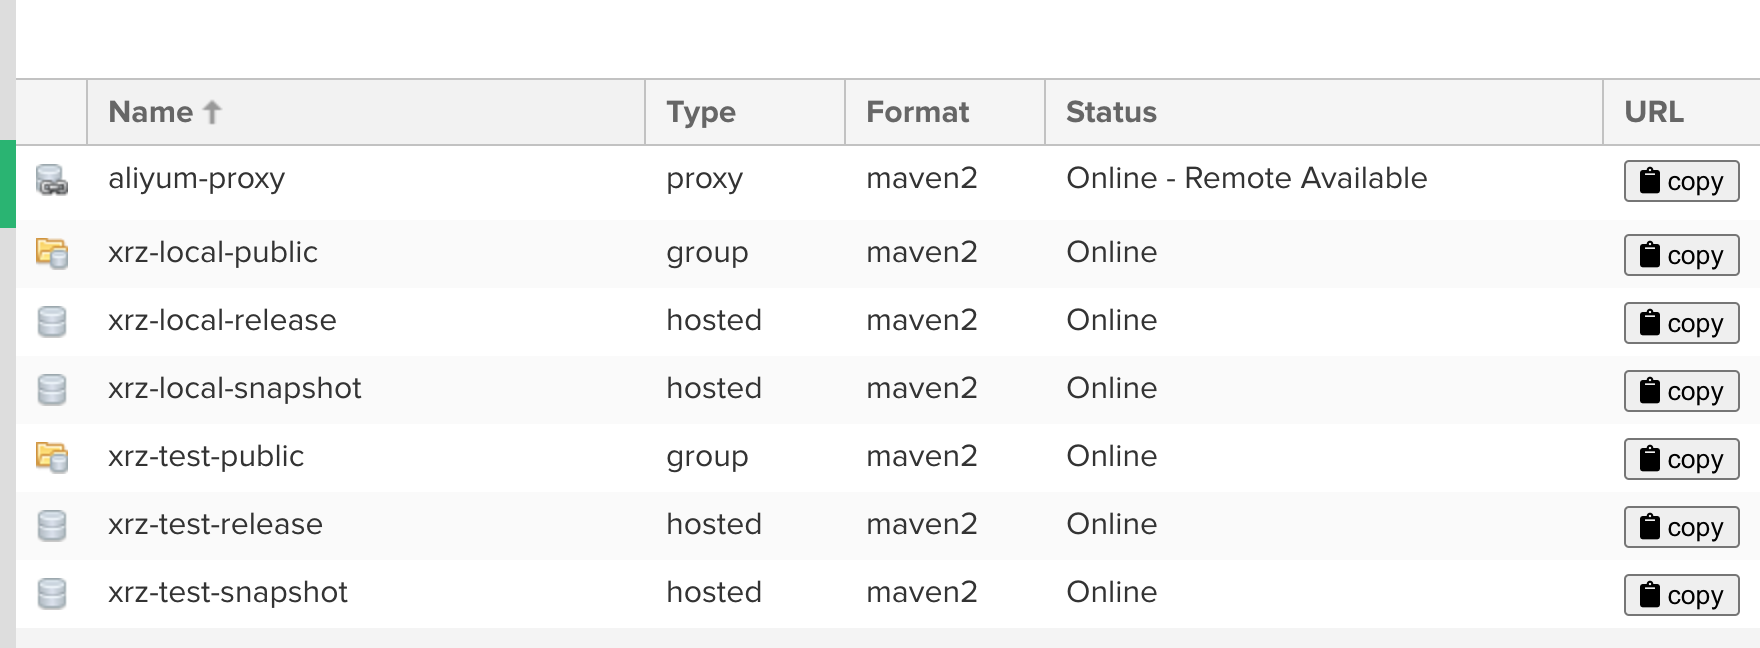 Name Type Format Status URL
aliyum-proxy proxy maven2 Online - Remote Available copy
xrz-local-public group maven2 Online copy
xrz-local-release hosted maven2 Online copy
xrz-local-snapshot hosted maven2 Online copy
xrz-test-public group maven2 Online copy
xrz-test-release hosted maven2 Online copy
xrz-test-snapshot hosted maven2 Online copy